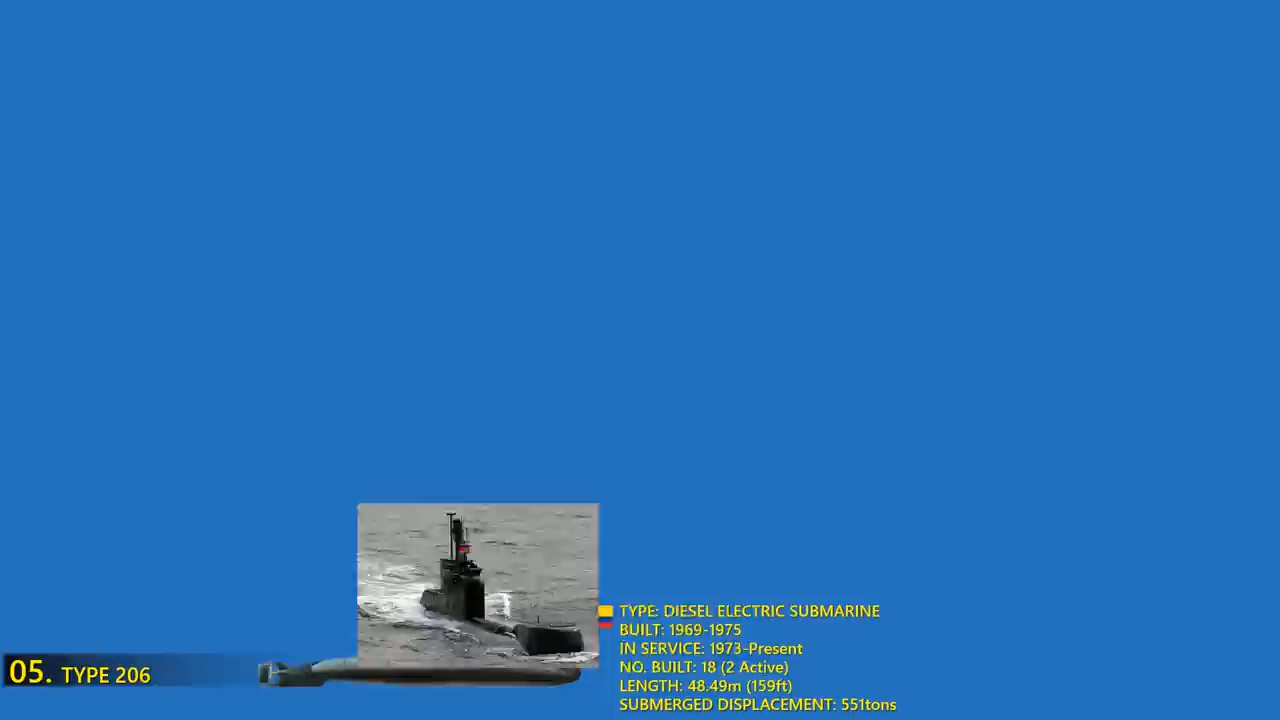 TYPE: DIESEL ELECTRIC SUBMARINE
BUILT: 1969-1975
IN SERVICE: 1973-Present
NO. BUILT: 18 (2 Active)
LENGTH: 48.49m (159ft)
SUBMERGED DISPLACEMENT: 551tons
05. TYPE 206